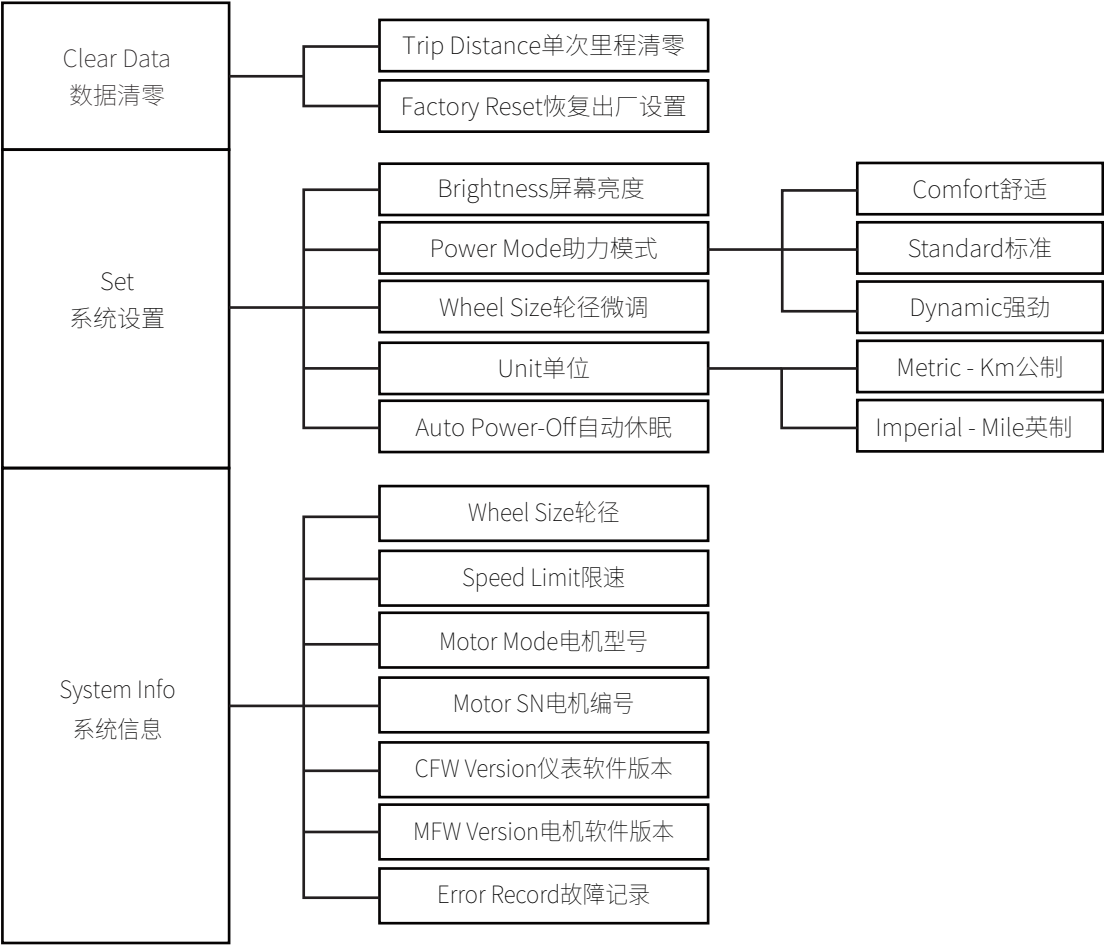 Clear Data
数据清零
Trip Distance单次里程清零
Factory Reset恢复出厂设置
Set
系统设置
Brightness屏幕亮度
Power Mode助力模式
Comfort舒适
Standard标准
Dynamic强劲
Wheel Size轮径微调
Unit单位
Metric - Km公制
Imperial - Mile英制
Auto Power-Off自动休眠
System Info
系统信息
Wheel Size轮径
Speed Limit限速
Motor Mode电机型号
Motor SN电机编号
CFW Version仪表软件版本
MFW Version电机软件版本
Error Record故障记录